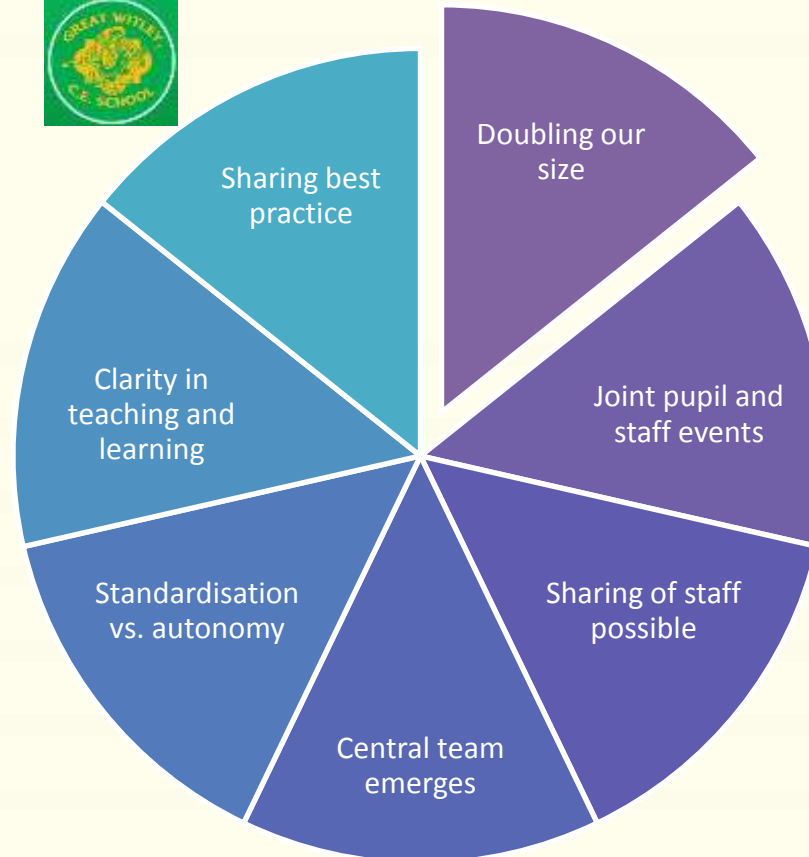 GREAT WITLEY
C.E. SCHOOL
Doubling our
size
Joint pupil and
staff events
Sharing of staff
possible
Central team
emerges
Standardisation
vs. autonomy
Clarity in
teaching and
learning
Sharing best
practice